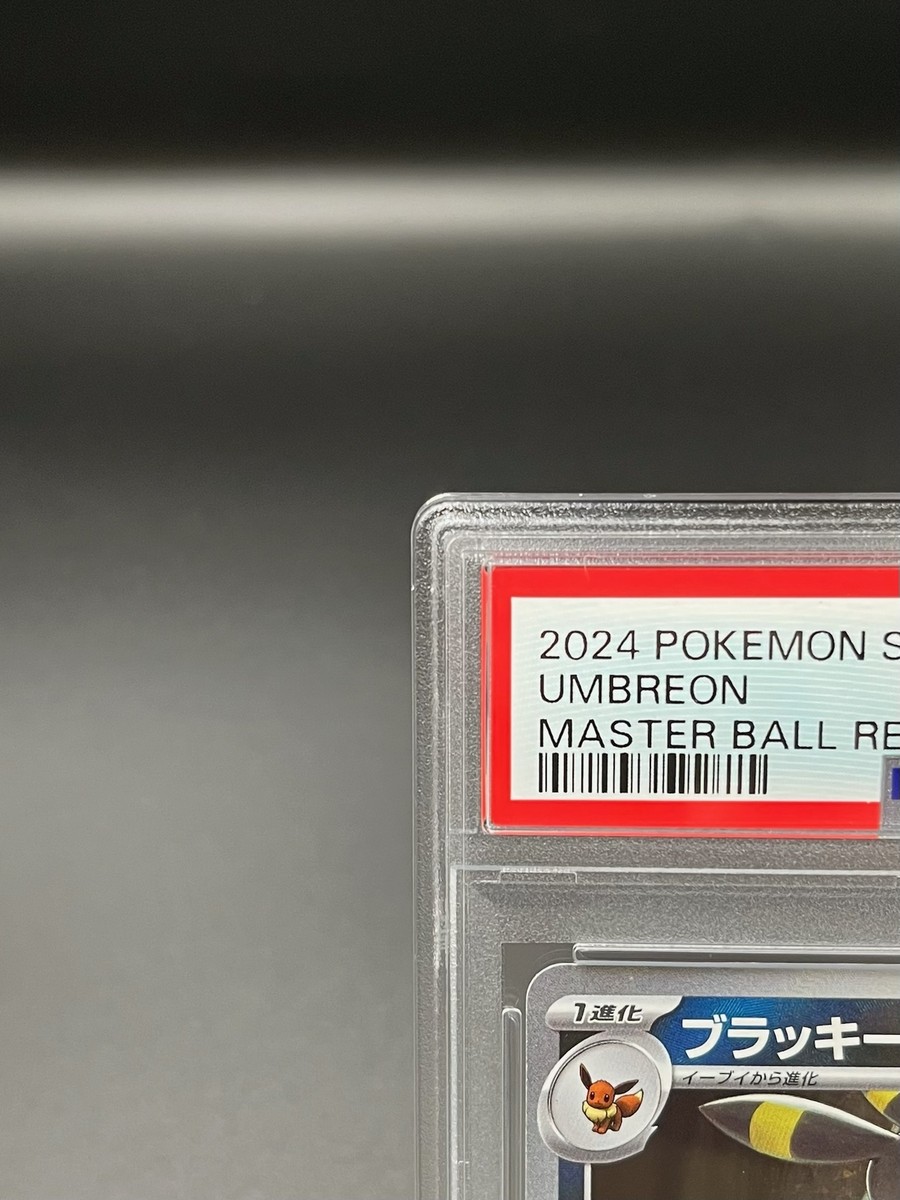 2024 POKEMON S
UMBREON
MASTER BALL RE
1進化
ブラッキー
イーブイから進化